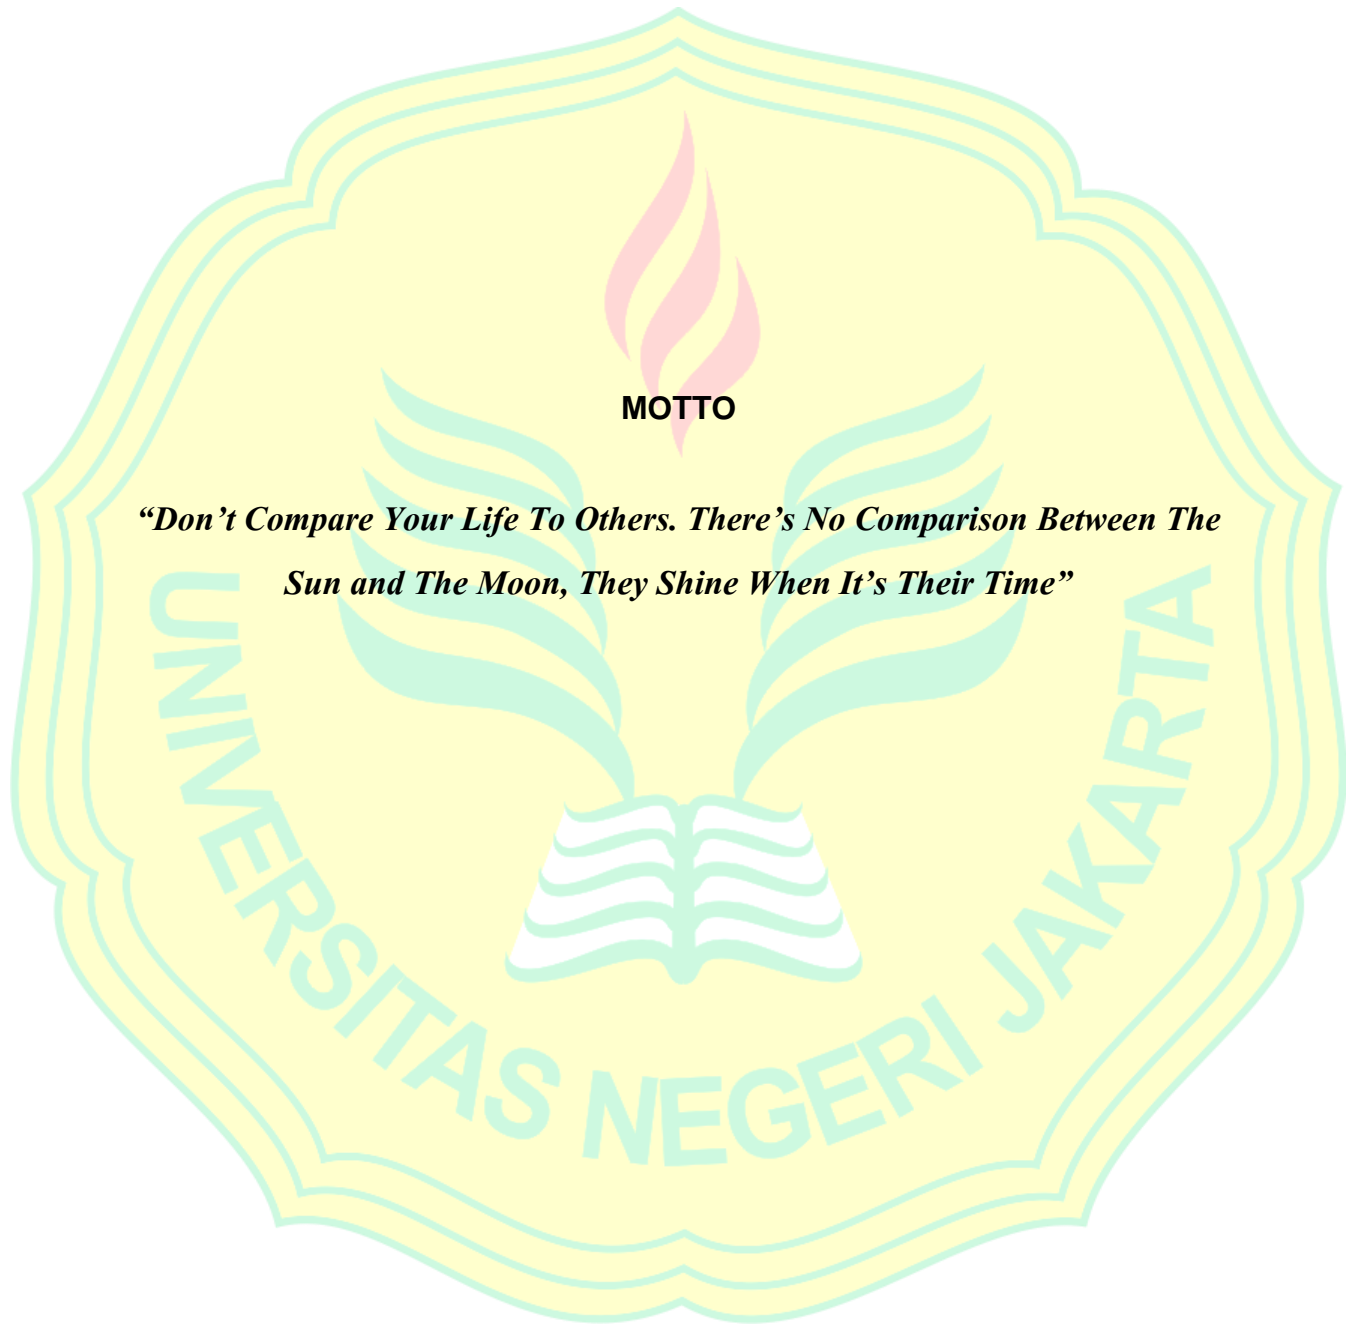 MOTTO
“Don’t Compare Your Life To Others. There’s No Comparison Between The
Sun and The Moon, They Shine When It’s Their Time”
UNIVERSITAS NEGERI JAKARTA